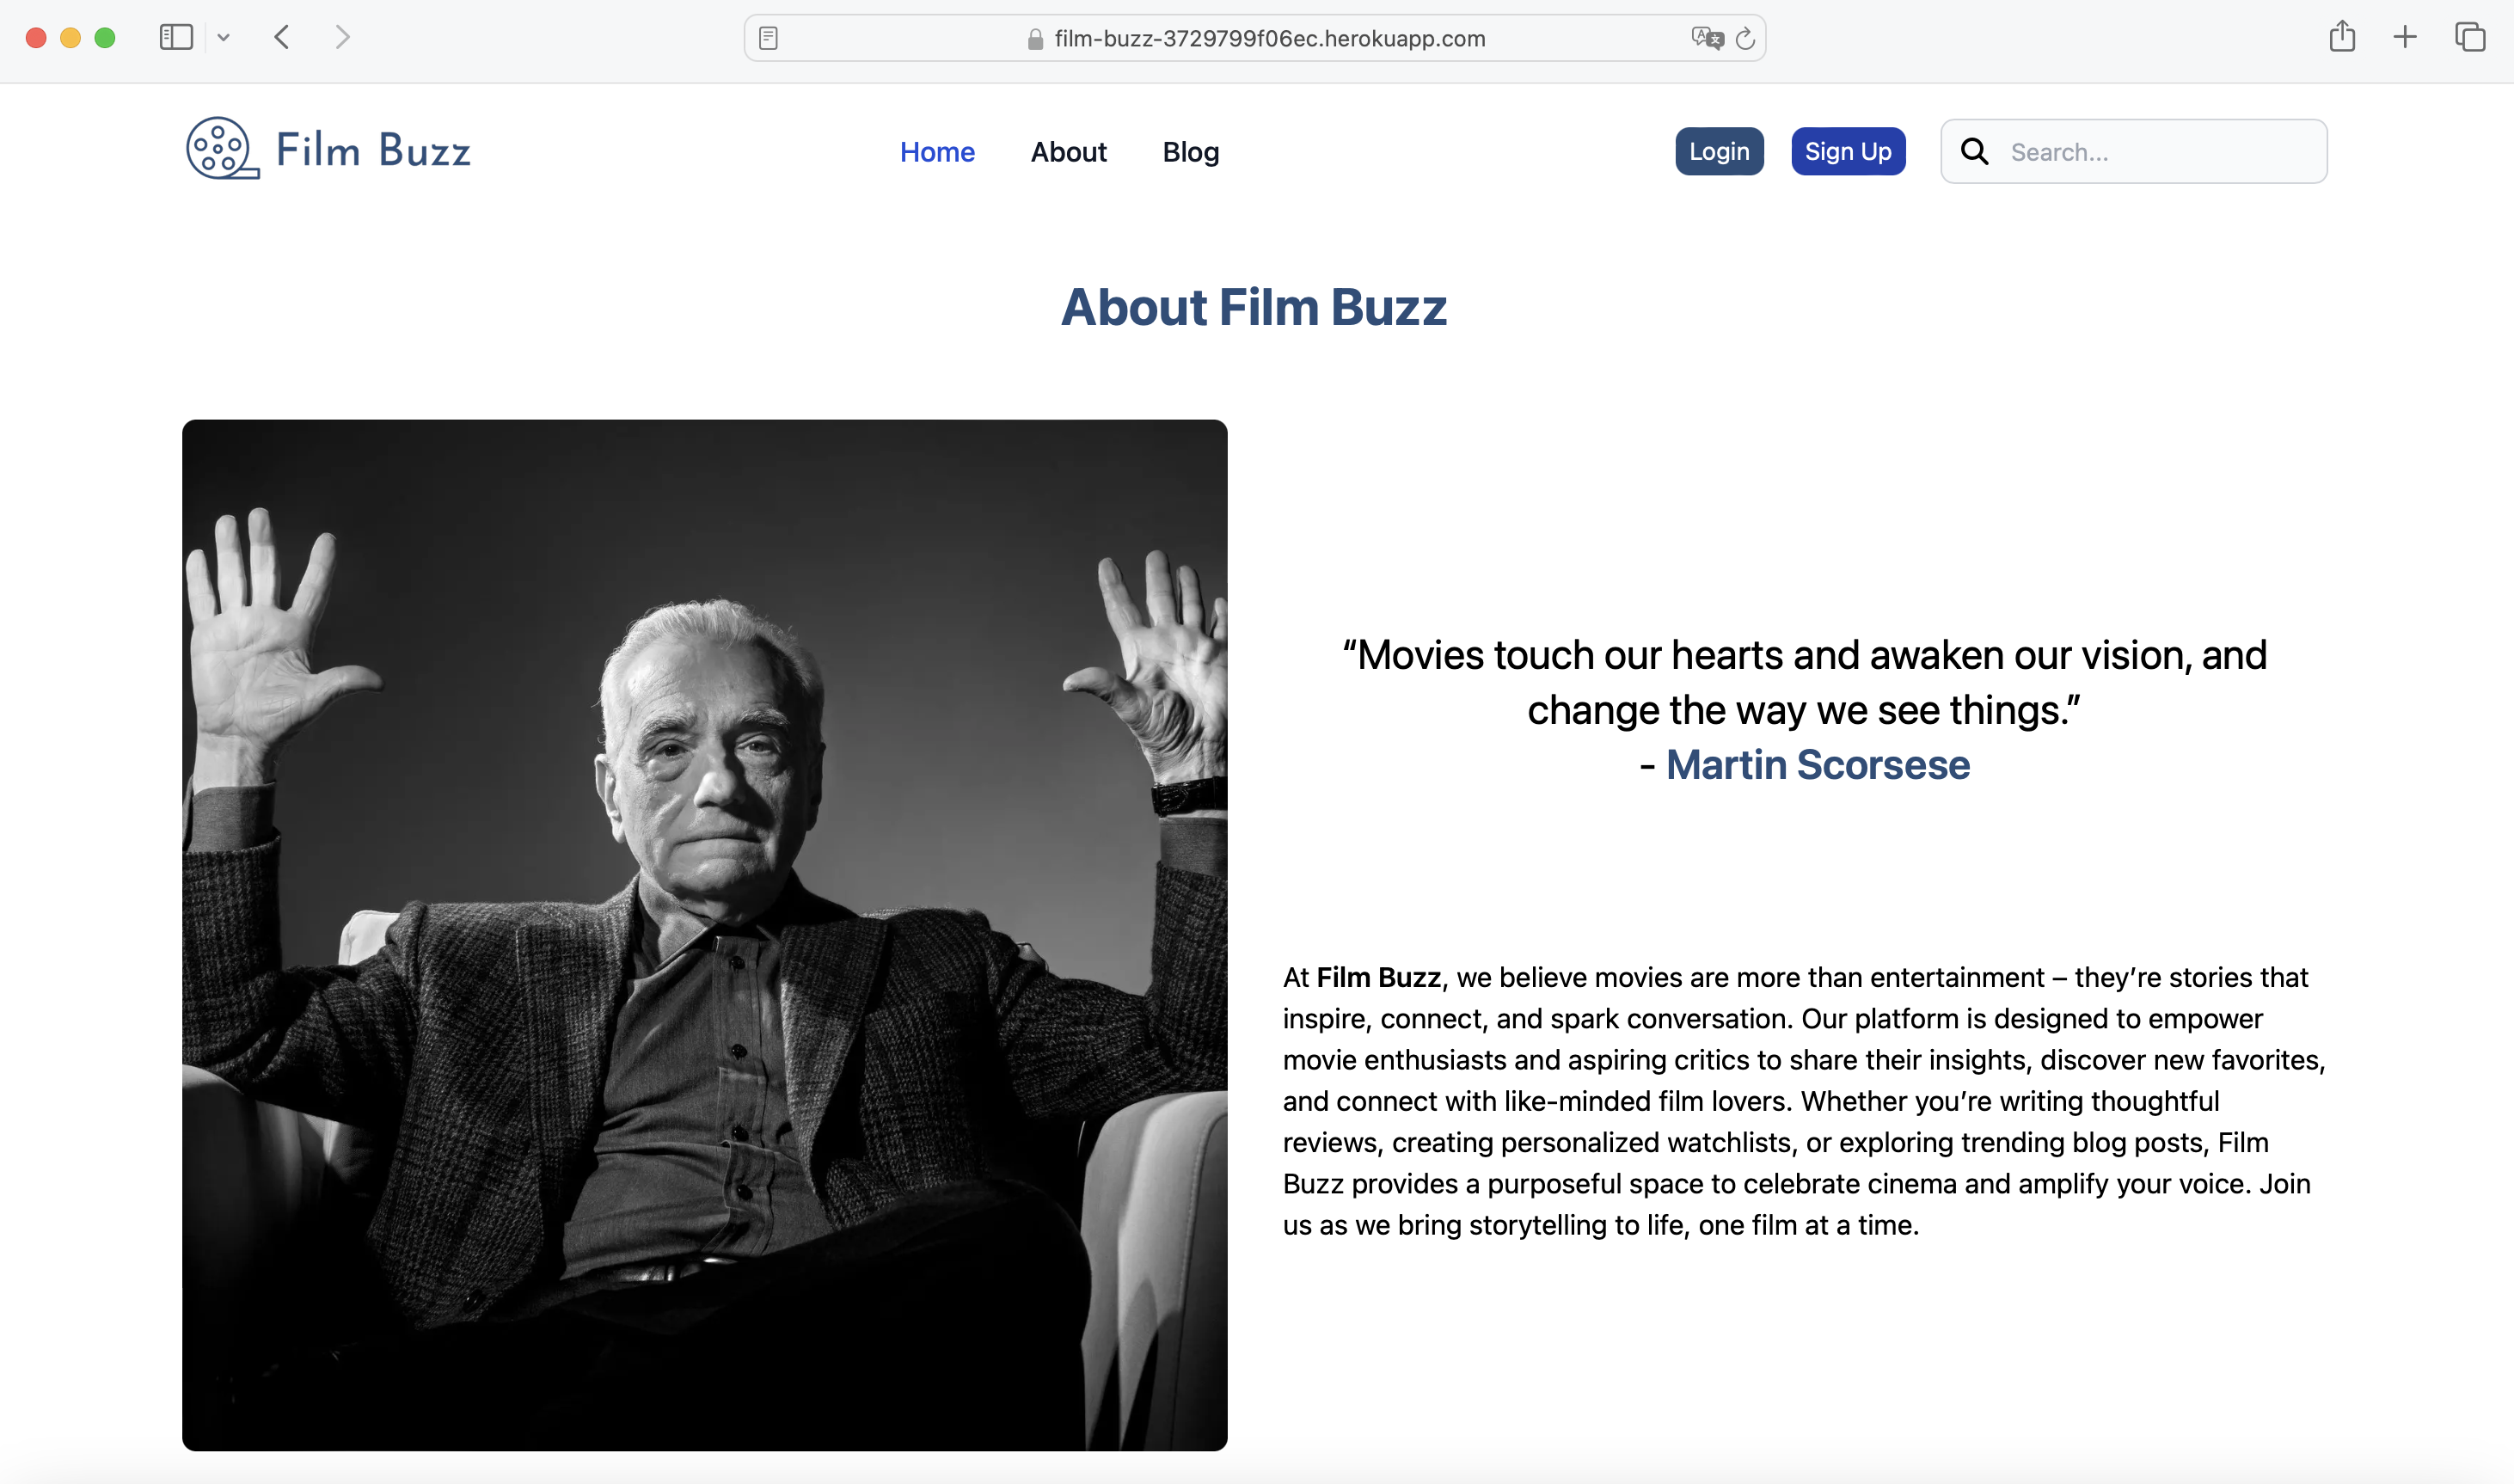 film-buzz-3729799f06ec.herokuapp.com
Film Buzz
Home
About
Blog
Login
Sign Up
Search...
About Film Buzz
“Movies touch our hearts and awaken our vision, and
change the way we see things.”
- Martin Scorsese
At Film Buzz, we believe movies are more than entertainment – they’re stories that
inspire, connect, and spark conversation. Our platform is designed to empower
movie enthusiasts and aspiring critics to share their insights, discover new favorites,
and connect with like-minded film lovers. Whether you’re writing thoughtful
reviews, creating personalized watchlists, or exploring trending blog posts, Film
Buzz provides a purposeful space to celebrate cinema and amplify your voice. Join
us as we bring storytelling to life, one film at a time.